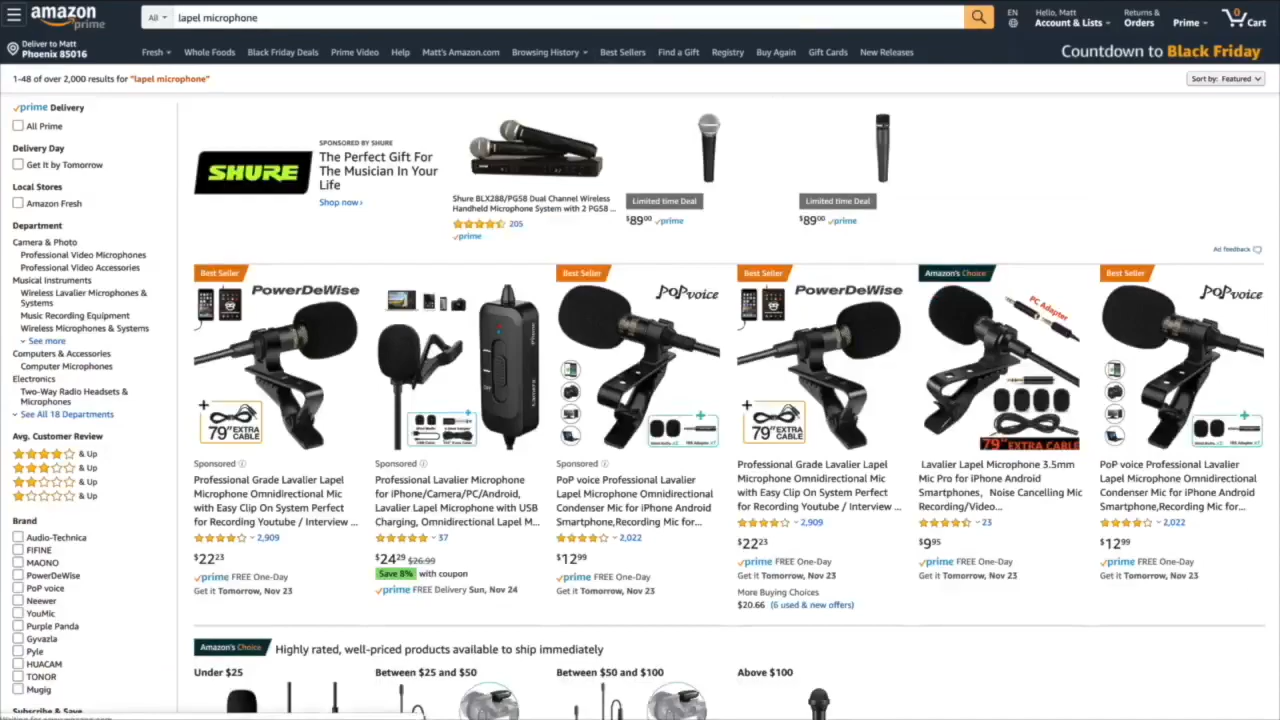 amazon
prime
All
lapel microphone
EN
Hello, Matt
Account & Lists
Returns &
Orders
Prime
0
Cart
Deliver to Matt
Phoenix 85016
Fresh
Whole Foods
Black Friday Deals
Prime Video
Help
Matt's Amazon.com
Browsing History
Best Sellers
Find a Gift
Registry
Buy Again
Gift Cards
New Releases
Countdown to Black Friday
1-48 of over 2,000 results for "lapel microphone"
Sort by: Featured
prime Delivery
All Prime
Delivery Day
Get It by Tomorrow
Local Stores
Amazon Fresh
Department
Camera & Photo
Professional Video Microphones
Professional Video Accessories
Musical Instruments
Wireless Lavalier Microphones &
Systems
Music Recording Equipment
Wireless Microphones & Systems
See more
Computers & Accessories
Computer Microphones
Electronics
Two-Way Radio Headsets &
Microphones
See All 18 Departments
Avg. Customer Review
& Up
& Up
& Up
& Up
Brand
Audio-Technica
FIFINE
MAONO
PowerDeWise
PoP voice
Neewer
YouMic
Purple Panda
Gyvazla
Pyle
HUACAM
TONOR
Mugig
Subscribe & Save
SHURE
SPONSORED BY SHURE
The Perfect Gift For
The Musician In Your
Life
Shop now›
Shure BLX288/PG58 Dual Channel Wireless
Handheld Microphone System with 2 PG58 ...
205
prime
Limited time Deal
$89.00 prime
Limited time Deal
$89.00 prime
Ad feedback
Best Seller
POWERDEWISE
+
79" EXTRA
CABLE
Sponsored
Professional Grade Lavalier Lapel
Microphone Omnidirectional Mic
with Easy Clip On System Perfect
for Recording Youtube / Interview ...
2,909
$22.23
prime FREE One-Day
Get it Tomorrow, Nov 23
Sponsored
Professional Lavalier Microphone
for iPhone/Camera/PC/Android,
Lavalier Lapel Microphone with USB
Charging, Omnidirectional Lapel M...
37
$24.29 $26.99
Save 8% with coupon
prime FREE Delivery Sun, Nov 24
Best Seller
POPvoice
Sponsored
PoP voice Professional Lavalier
Lapel Microphone Omnidirectional
Condenser Mic for iPhone Android
Smartphone,Recording Mic for...
2,022
$12.99
prime FREE One-Day
Get it Tomorrow, Nov 23
Best Seller
POWERDEWISE
+
79" EXTRA
CABLE
Professional Grade Lavalier Lapel
Microphone Omnidirectional Mic
with Easy Clip On System Perfect
for Recording Youtube / Interview ...
2,909
$22.23
prime FREE One-Day
Get it Tomorrow, Nov 23
More Buying Choices
$20.66 (6 used & new offers)
Amazon's Choice
PC Adapter
79" EXTRA CABLE
Lavalier Lapel Microphone 3.5mm
Mic Pro for iPhone Android
Smartphones, Noise Cancelling Mic
Recording/Video...
23
$9.95
prime FREE One-Day
Get it Tomorrow, Nov 23
Best Seller
POPvoice
PoP voice Professional Lavalier
Lapel Microphone Omnidirectional
Condenser Mic for iPhone Android
Smartphone,Recording Mic for...
2,022
$12.99
prime FREE One-Day
Get it Tomorrow, Nov 23
Amazon's Choice
Highly rated, well-priced products available to ship immediately
Under $25
Between $25 and $50
Between $50 and $100
Above $100